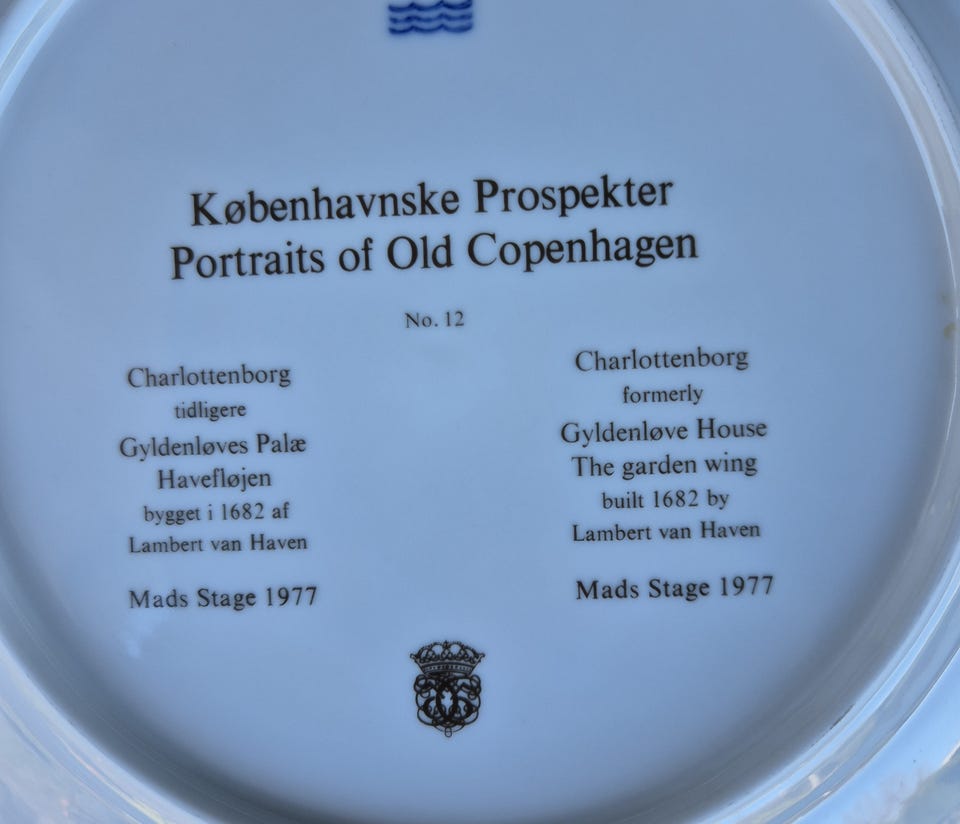 Københavnske Prospekter
Portraits of Old Copenhagen
No. 12
Charlottenborg
tidligere
Gyldenløves Palæ
Havefløjen
bygget i 1682 af
Lambert van Haven
Mads Stage 1977
Charlottenborg
formerly
Gyldenløve House
The garden wing
built 1682 by
Lambert van Haven
Mads Stage 1977